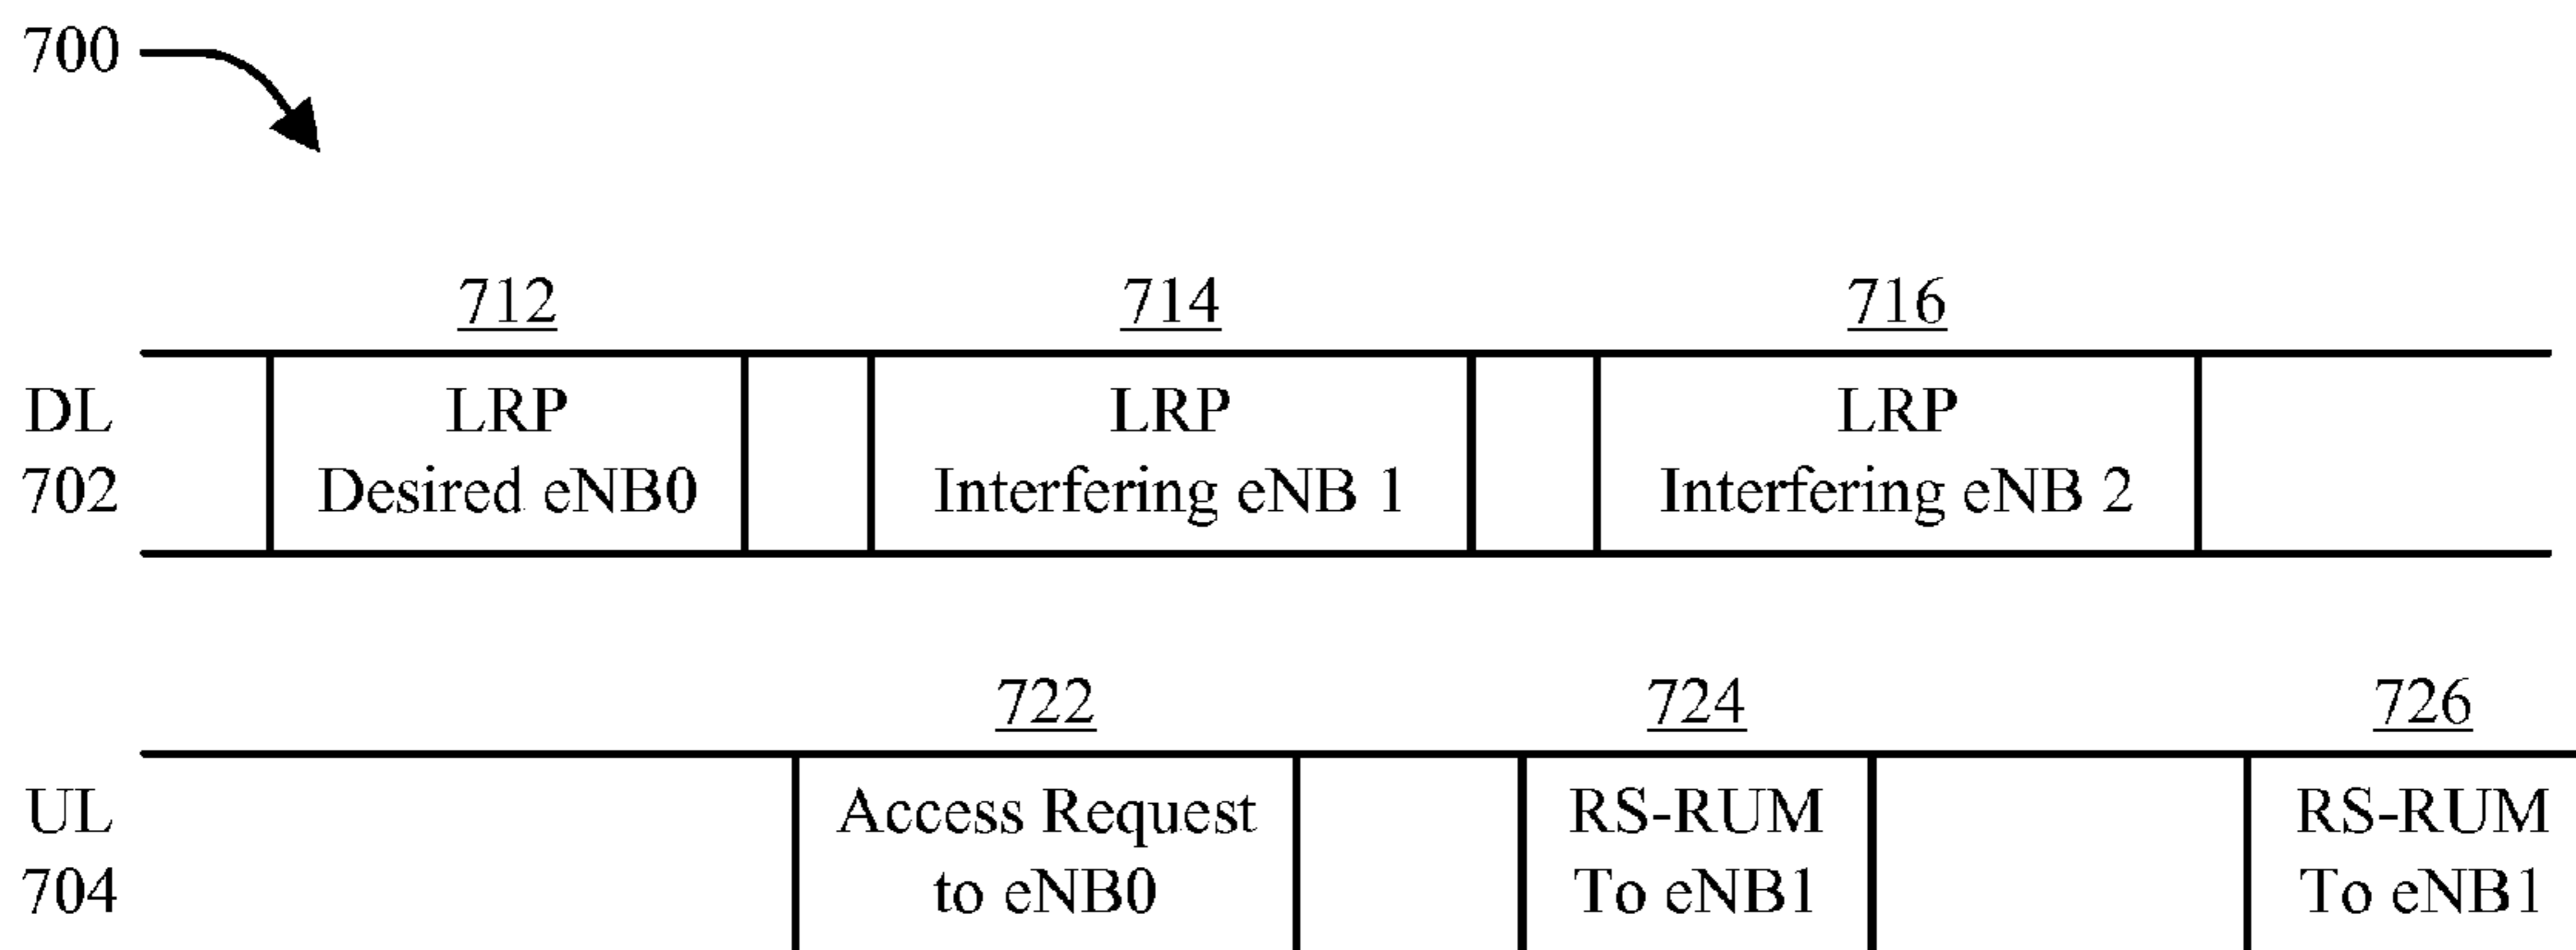 700
712 714 716
DL LRP LRP LRP
702 Desired eNB0 Interfering eNB 1 Interfering eNB 2
722 724 726
UL Access Request RS-RUM RS-RUM
704 to eNB0 To eNB1 To eNB1